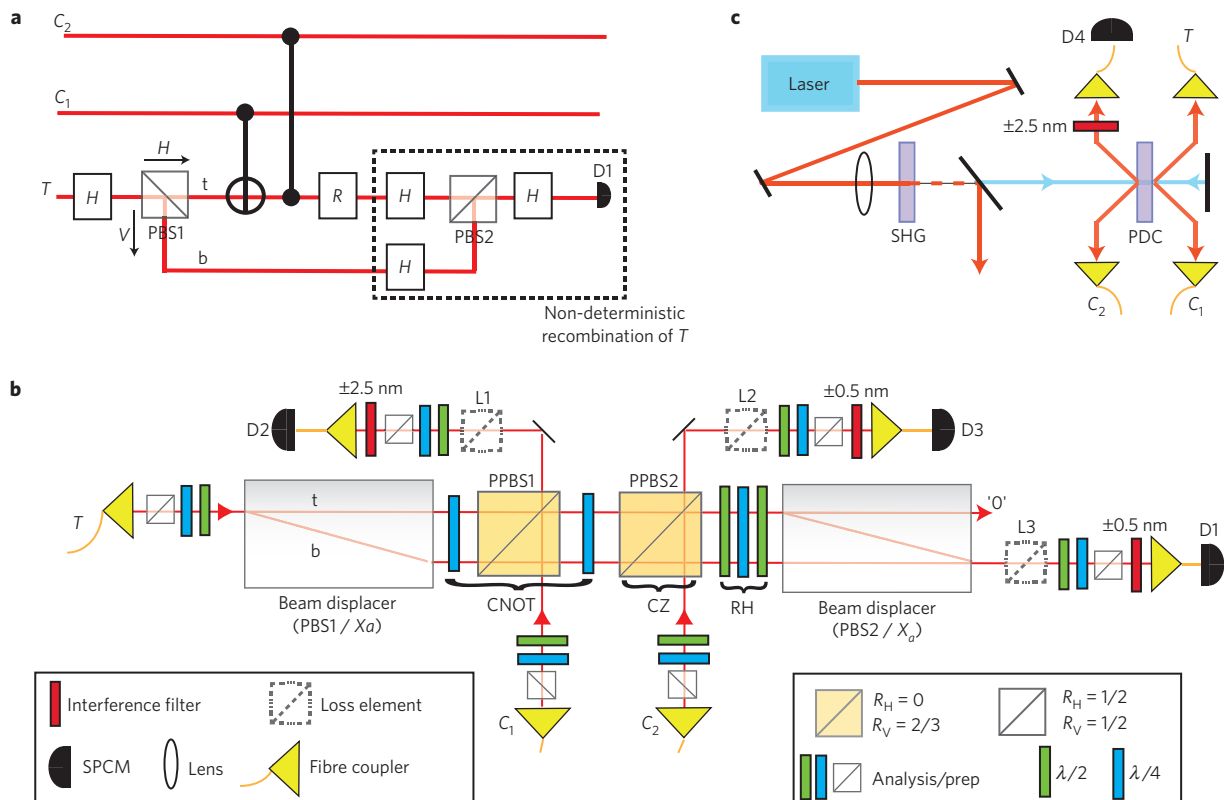 a
C2
C1
T
H
H
V
PBS1
t
b
R
H
H
PBS2
H
D1
Non-deterministic
recombination of T
c
Laser
D4
T
±2.5 nm
SHG
PDC
C2
C1
b
D2
±2.5 nm
L1
L2
±0.5 nm
D3
T
t
b
PPBS1
PPBS2
'0'
L3
±0.5 nm
D1
Beam displacer
(PBS1 / Xa)
CNOT
CZ
RH
Beam displacer
(PBS2 / Xa)
C1
C2
Interference filter
Loss element
SPCM
Lens
Fibre coupler
RH = 0
RV = 2/3
RH = 1/2
RV = 1/2
Analysis/prep
λ/2
λ/4